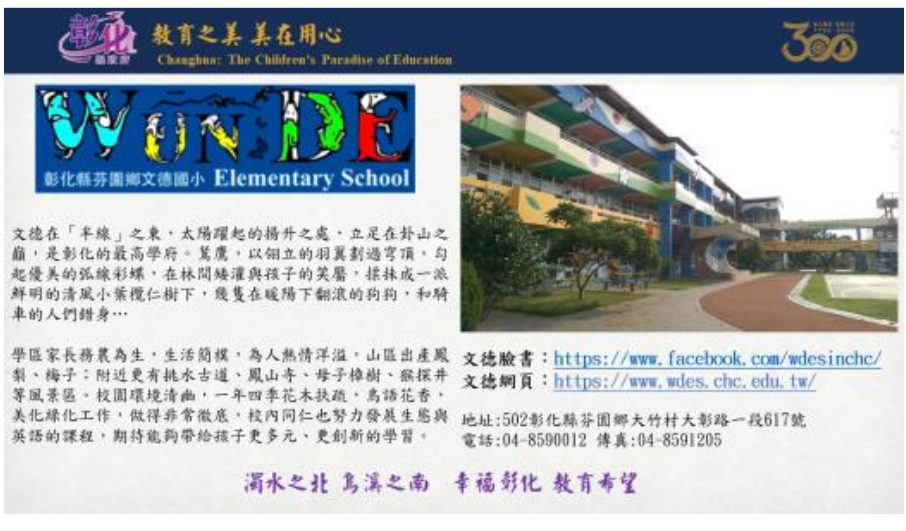 彰化
教育之美 美在用心
Changhua: The Children's Paradise of Education
300
WUN DE
彰化縣芬園鄉文德國小 Elementary School
文德在「半線」之東，太陽躍起的揚升之處，立足在卦山之
巔，是彰化的最高學府。鵟鷹，以翎立的羽翼劃過穹頂，勾
起優美的弧線彩蝶，在林間矮灌與孩子的笑靨，揉抹成一派
鮮明的清風小葉欖仁樹下，幾隻在暖陽下翻滾的狗狗，和騎
車的人們錯身…
學區家長務農為生，生活簡樸，為人熱情洋溢，山區出產鳳
梨、梅子；附近更有挑水古道、鳳山寺、母子樟樹、猴探井
等風景區。校園環境清幽，一年四季花木扶疏，鳥語花香，
美化綠化工作，做得非常徹底，校內同仁也努力發展生態與
英語的課程，期待能夠帶給孩子更多元、更創新的學習。
文德臉書：https://www.facebook.com/wdesinchc/
文德網頁：https://www.wdes.chc.edu.tw/
地址:502彰化縣芬園鄉大竹村大彰路一段617號
電話:04-8590012 傳真:04-8591205
濁水之北 烏溪之南 幸福彰化 教育希望